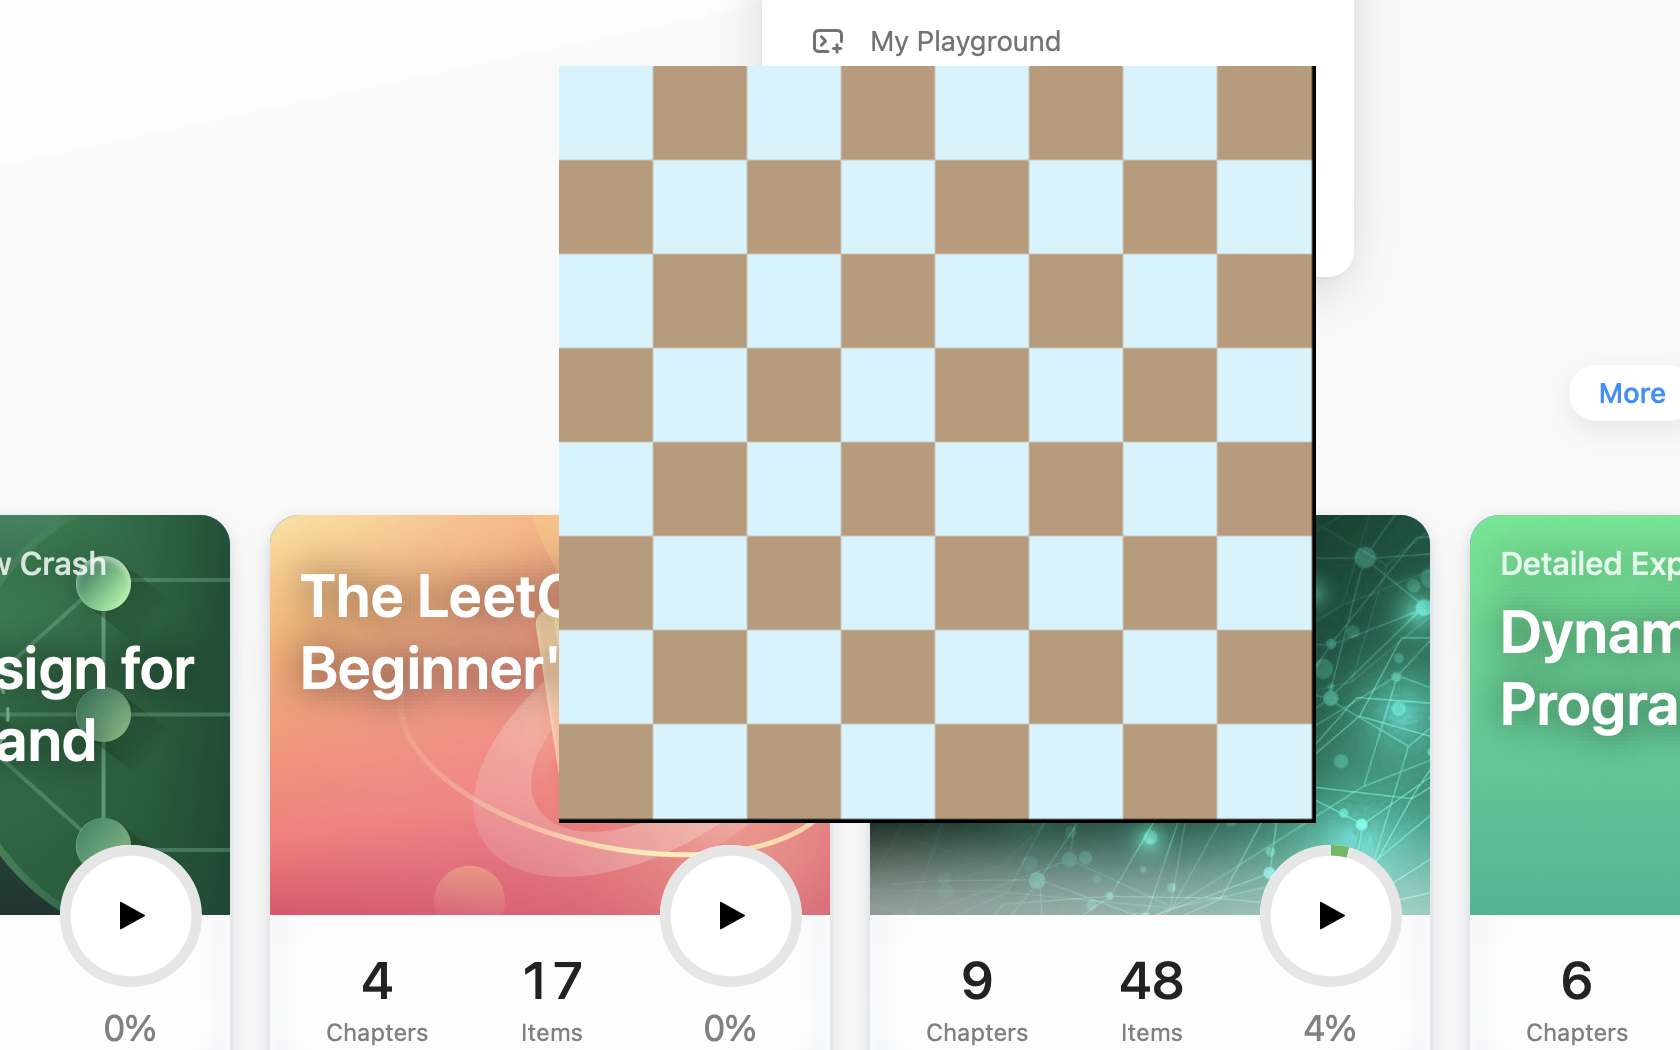 My Playground
More
w Crash
sign for
and
The LeetC
Beginner'
Detailed Exp
Dynam
Progra
0%
4
Chapters
17
Items
0%
9
Chapters
48
Items
4%
6
Chapters